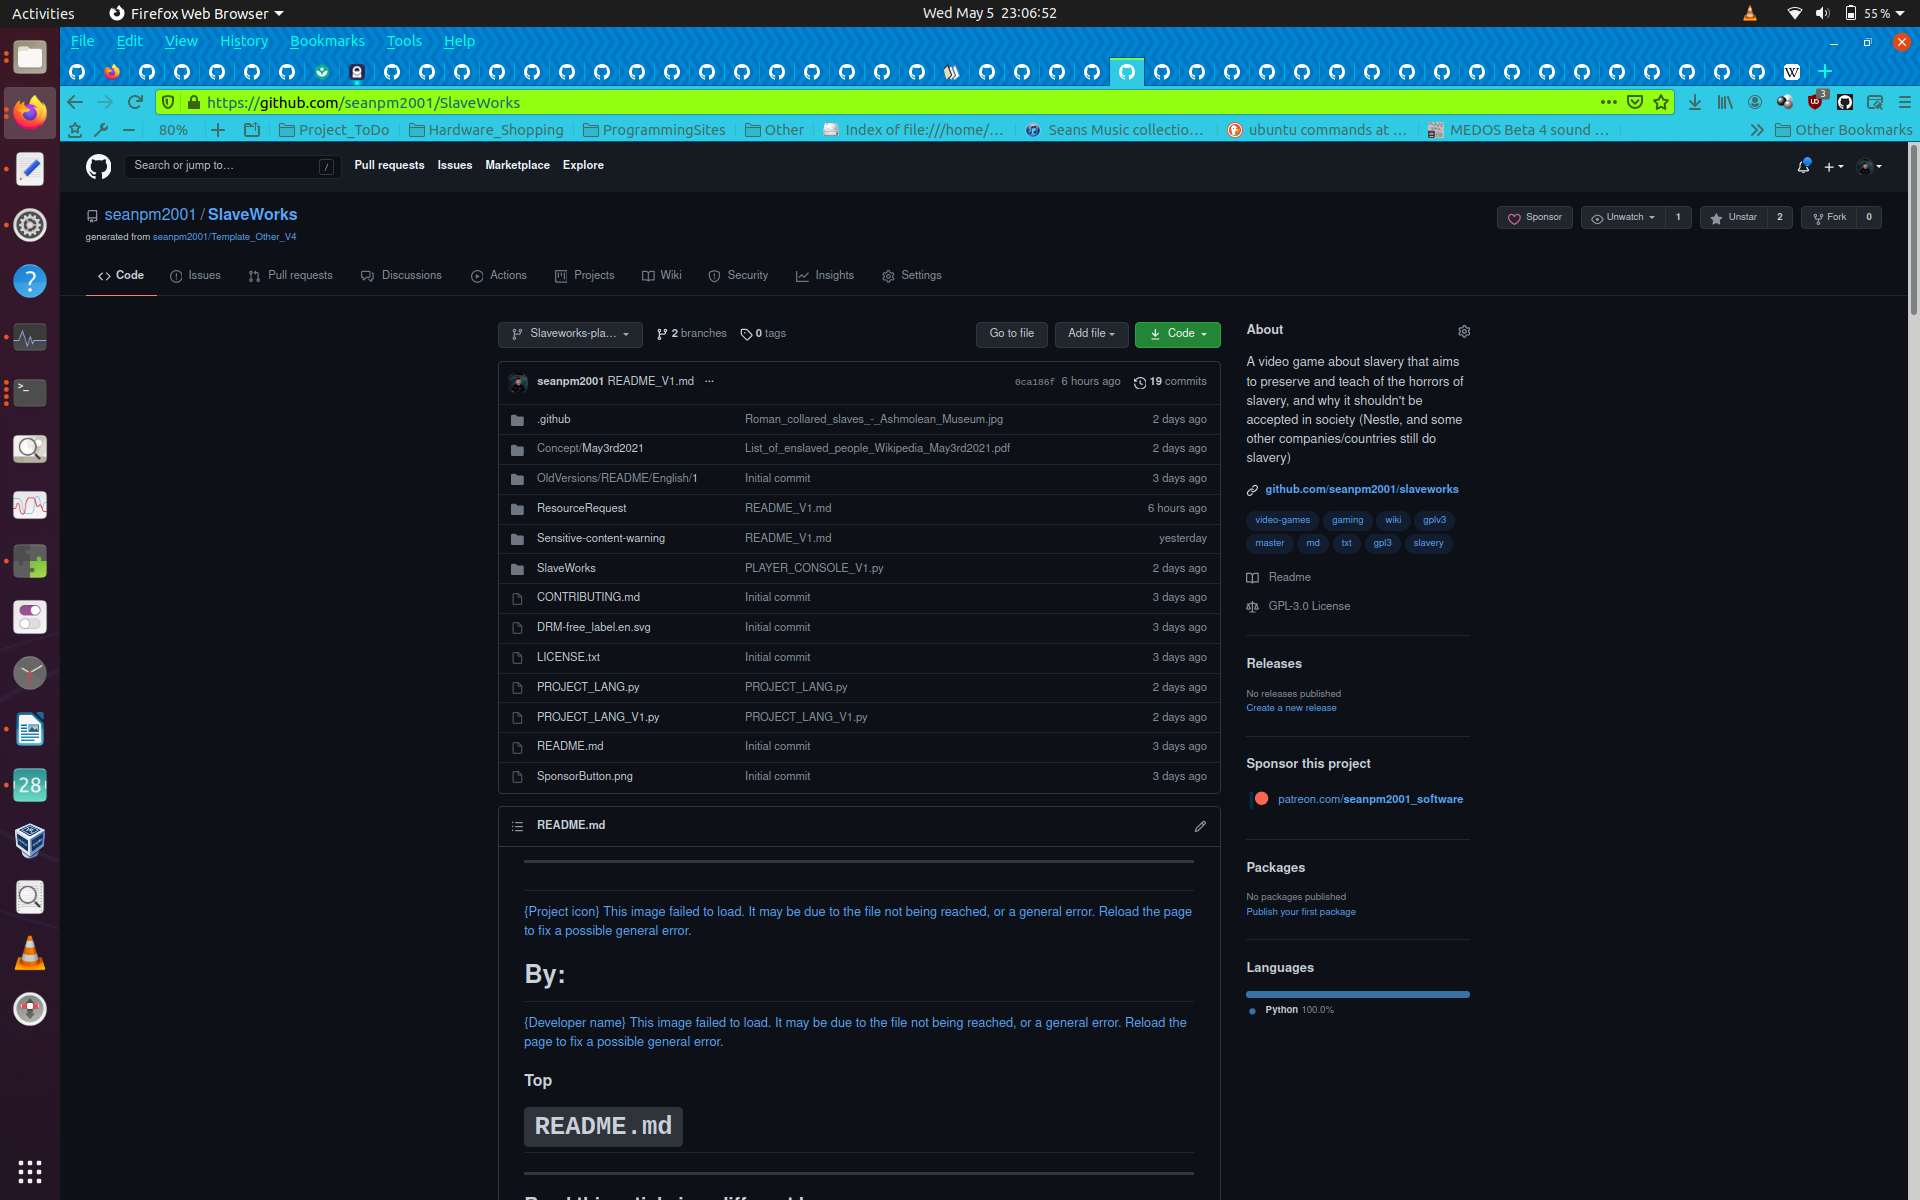 Activities Firefox Web Browser Wed May 5 23:06:52 55 %
File Edit View History Bookmarks Tools Help
W
https://github.com/seanpm2001/SlaveWorks 3
80% Project_ToDo Hardware_Shopping ProgrammingSites Other Index of file:///home/... Seans Music collectio... ubuntu commands at ... MEDOS Beta 4 sound ... Other Bookmarks
Search or jump to... / Pull requests Issues Marketplace Explore
seanpm2001 / SlaveWorks Sponsor Unwatch 1 Unstar 2 Fork 0
generated from seanpm2001/Template_Other_V4
Code Issues Pull requests Discussions Actions Projects Wiki Security Insights Settings
Slaveworks-pla... 2 branches 0 tags Go to file Add file Code
seanpm2001 README_V1.md ... 0ca186f 6 hours ago 19 commits
.github Roman_collared_slaves_-_Ashmolean_Museum.jpg 2 days ago
Concept/May3rd2021 List_of_enslaved_people_Wikipedia_May3rd2021.pdf 2 days ago
OldVersions/README/English/1 Initial commit 3 days ago
ResourceRequest README_V1.md 6 hours ago
Sensitive-content-warning README_V1.md yesterday
SlaveWorks PLAYER_CONSOLE_V1.py 2 days ago
CONTRIBUTING.md Initial commit 3 days ago
DRM-free_label.en.svg Initial commit 3 days ago
LICENSE.txt Initial commit 3 days ago
PROJECT_LANG.py PROJECT_LANG.py 2 days ago
PROJECT_LANG_V1.py PROJECT_LANG_V1.py 2 days ago
README.md Initial commit 3 days ago
SponsorButton.png Initial commit 3 days ago
README.md
{Project icon} This image failed to load. It may be due to the file not being reached, or a general error. Reload the page
to fix a possible general error.
By:
{Developer name} This image failed to load. It may be due to the file not being reached, or a general error. Reload the
page to fix a possible general error.
Top
README.md
About
A video game about slavery that aims
to preserve and teach of the horrors of
slavery, and why it shouldn't be
accepted in society (Nestle, and some
other companies/countries still do
slavery)
github.com/seanpm2001/slaveworks
video-games gaming wiki gplv3
master md txt gpl3 slavery
Readme
GPL-3.0 License
Releases
No releases published
Create a new release
Sponsor this project
patreon.com/seanpm2001_software
Packages
No packages published
Publish your first package
Languages
Python 100.0%
28